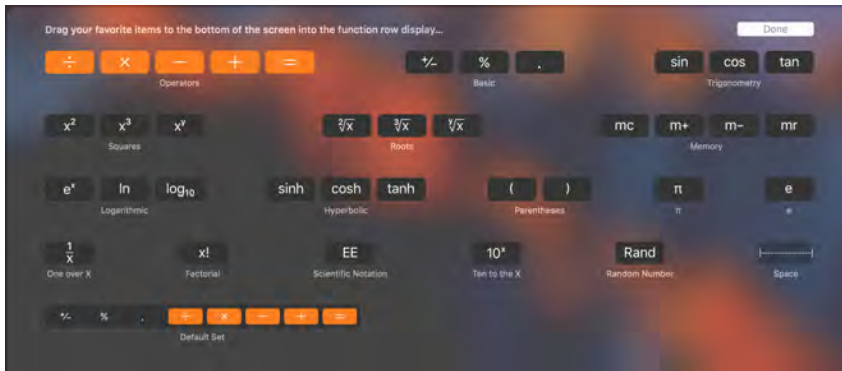 Drag your favorite items to the bottom of the screen into the function row display...
Done
÷ × − + =
Operators
⁺∕₋ % .
Basic
sin cos tan
Trigonometry
x² x³ xʸ
Squares
²√x ³√x ʸ√x
Roots
mc m+ m− mr
Memory
eˣ ln log₁₀
Logarithmic
sinh cosh tanh
Hyperbolic
( )
Parentheses
π
π
e
e
1
x
One over X
x!
Factorial
EE
Scientific Notation
10ˣ
Ten to the X
Rand
Random Number
Space
⁺∕₋ % . ÷ × − + =
Default Set